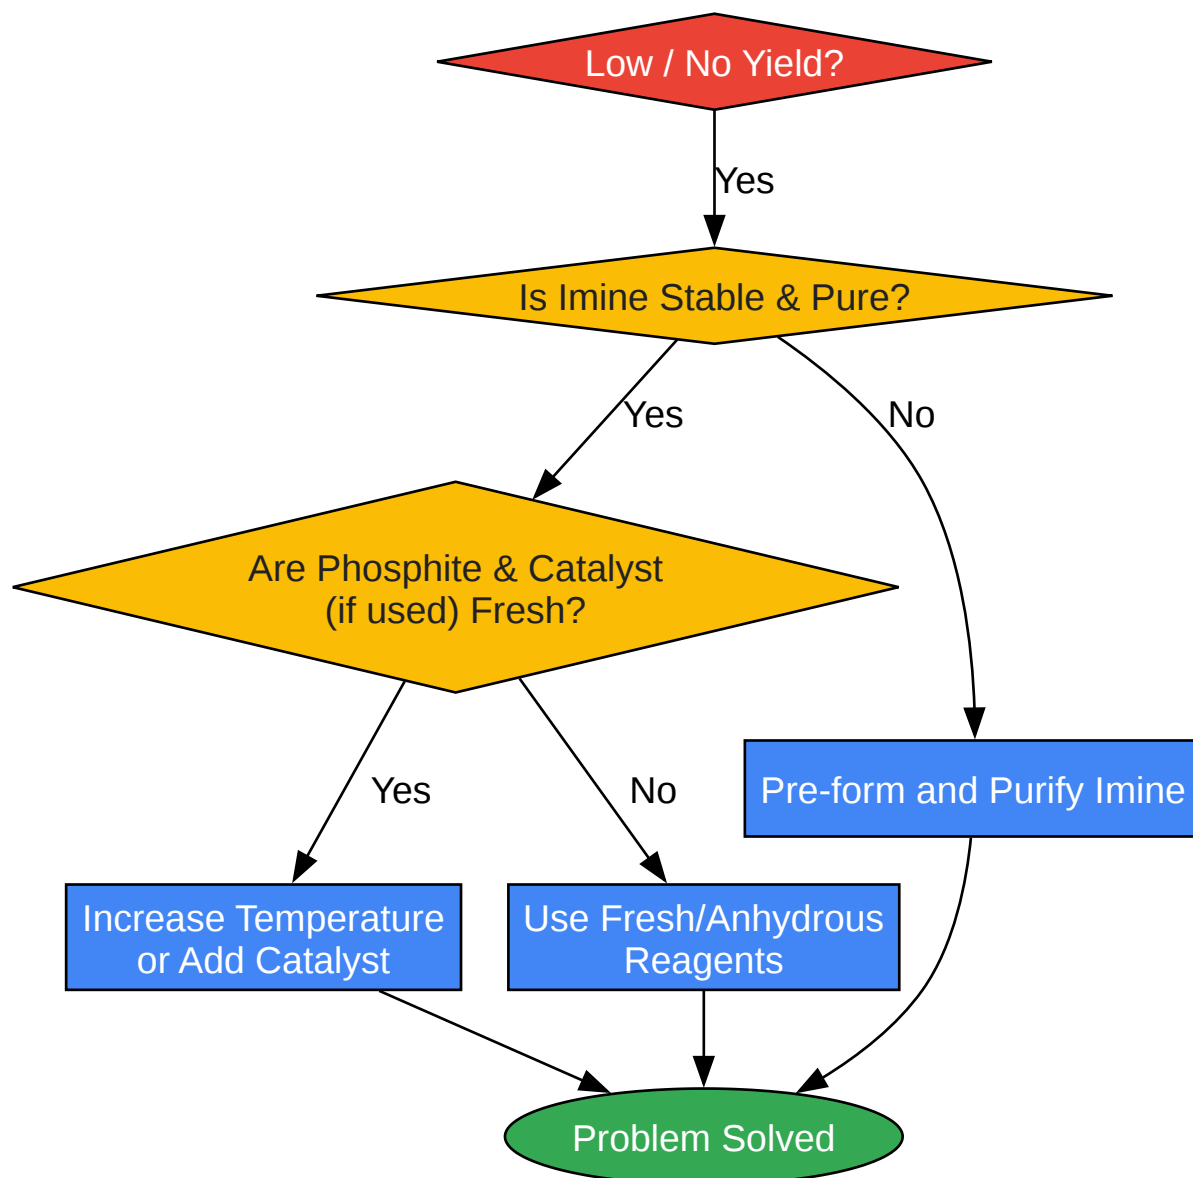 Low / No Yield?
Yes
Is Imine Stable & Pure?
Yes
No
Are Phosphite & Catalyst
(if used) Fresh?
Yes
No
Pre-form and Purify Imine
Increase Temperature
or Add Catalyst
Use Fresh/Anhydrous
Reagents
Problem Solved